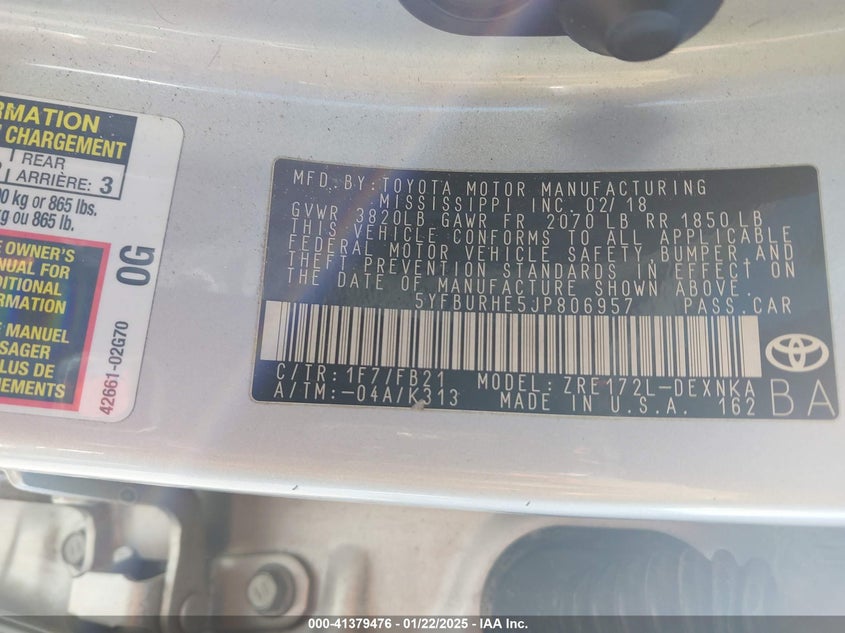 RMATION
CHARGEMENT
REAR
ARRIÈRE: 3
kg or 865 lbs.
kg ou 865 lb.
OWNER'S
NUAL FOR
DITIONAL
ORMATION
MANUEL
SAGER
PLUS DE
NEMENTS
0G
42661-02G70
MFD. BY: TOYOTA MOTOR MANUFACTURING
MISSISSIPPI INC. 02/18
GVWR 3820LB GAWR FR 2070 LB RR 1850 LB
THIS VEHICLE CONFORMS TO ALL APPLICABLE
FEDERAL MOTOR VEHICLE SAFETY, BUMPER, AND
THEFT PREVENTION STANDARDS IN EFFECT ON
THE DATE OF MANUFACTURE SHOWN ABOVE.
5YFBURHE5JP806957 PASS. CAR
C/TR: 1F7/FB21 MODEL: ZRE172L-DEXNKA
A/TM: -04A/K313 MADE IN U.S.A. 162
BA
000-41379476 - 01/22/2025 - IAA Inc.